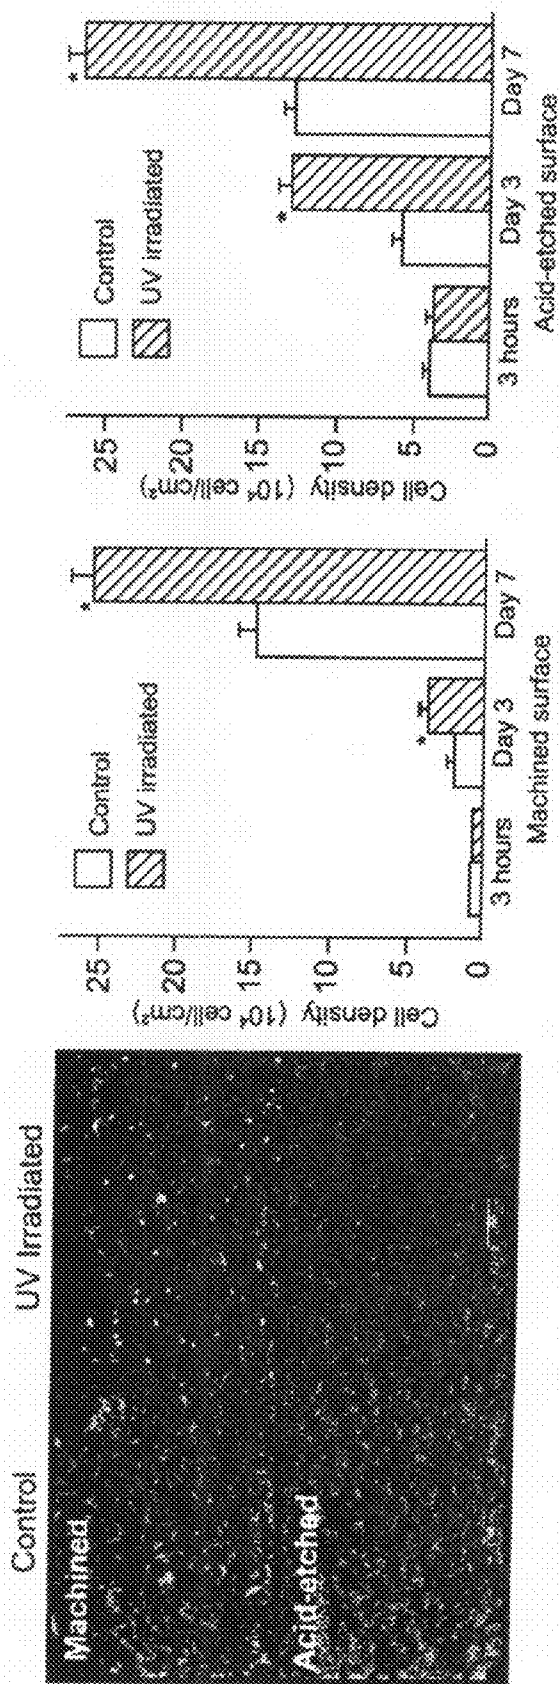 Control
UV Irradiated
Machined
Acid-etched
Cell density (10⁴ cell/cm²)
25
20
15
10
5
0
Control
UV irradiated
*
*
3 hours
Day 3
Day 7
Machined surface
Cell density (10⁴ cell/cm²)
25
20
15
10
5
0
Control
UV irradiated
*
*
3 hours
Day 3
Day 7
Acid-etched surface